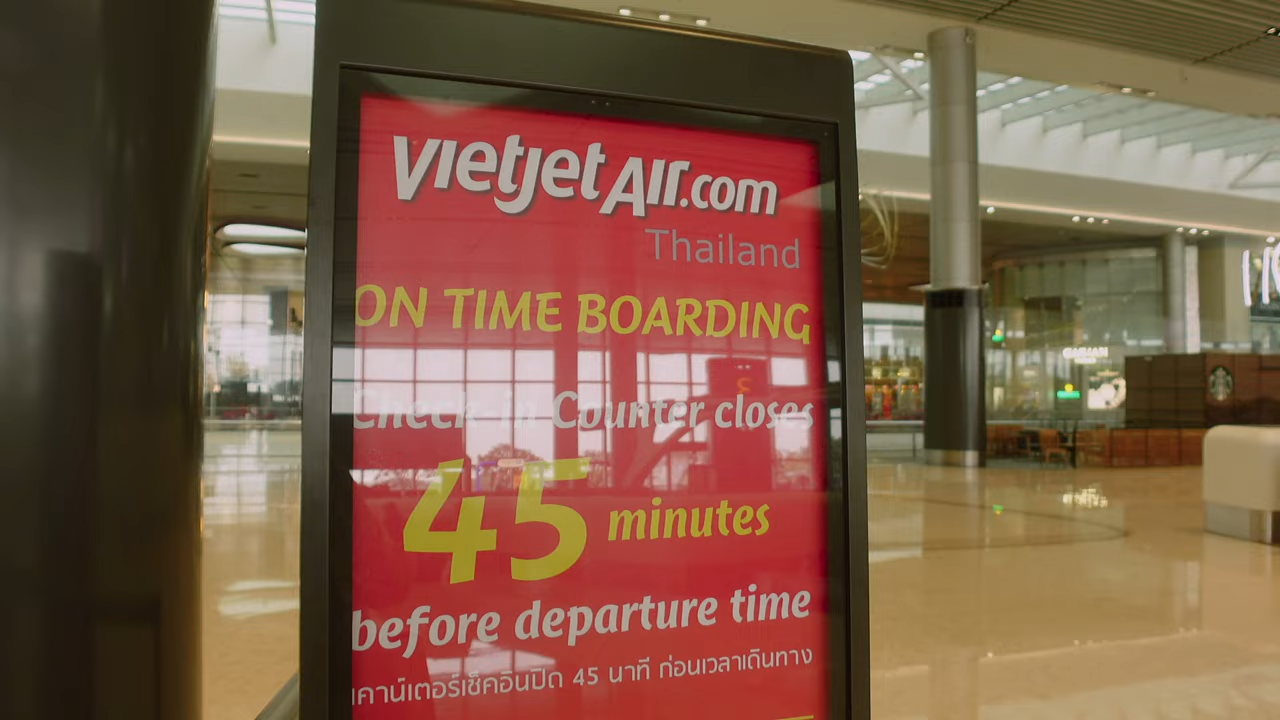 vietjetAir.com
Thailand
ON TIME BOARDING
Check-in Counter closes
45 minutes
before departure time
เคาน์เตอร์เช็คอินปิด 45 นาที ก่อนเวลาเดินทาง